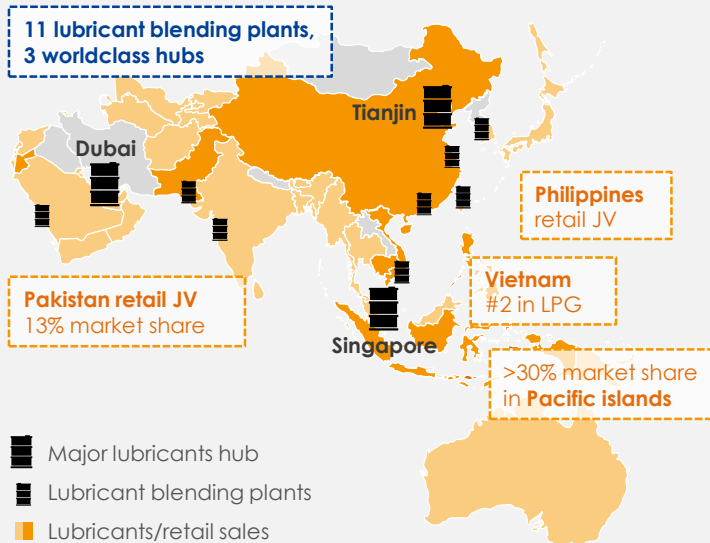 11 lubricant blending plants,
3 worldclass hubs
Tianjin
Dubai
Philippines
retail JV
Pakistan retail JV
13% market share
Vietnam
#2 in LPG
Singapore
>30% market share
in Pacific islands
Major lubricants hub
Lubricant blending plants
Lubricants/retail sales